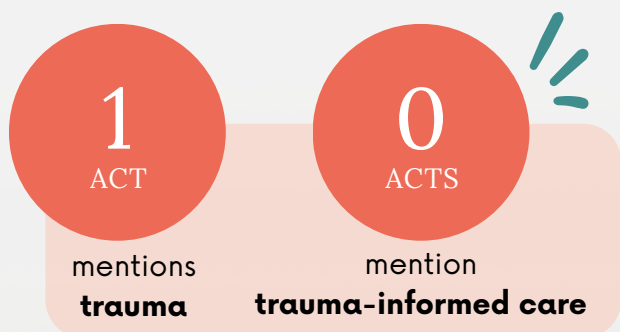 1
ACT
mentions
trauma
0
ACTS
mention
trauma-informed care